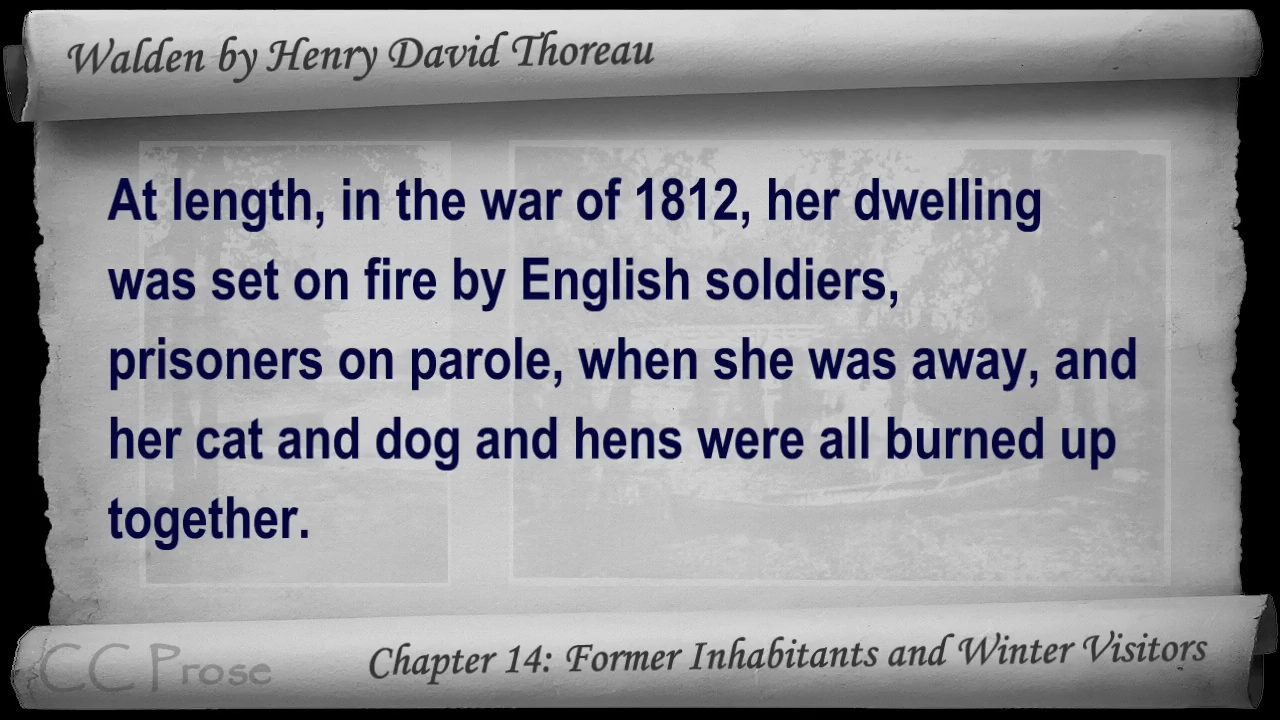 Walden by Henry David Thoreau
At length, in the war of 1812, her dwelling
was set on fire by English soldiers,
prisoners on parole, when she was away, and
her cat and dog and hens were all burned up
together.
CC Prose
Chapter 14: Former Inhabitants and Winter Visitors